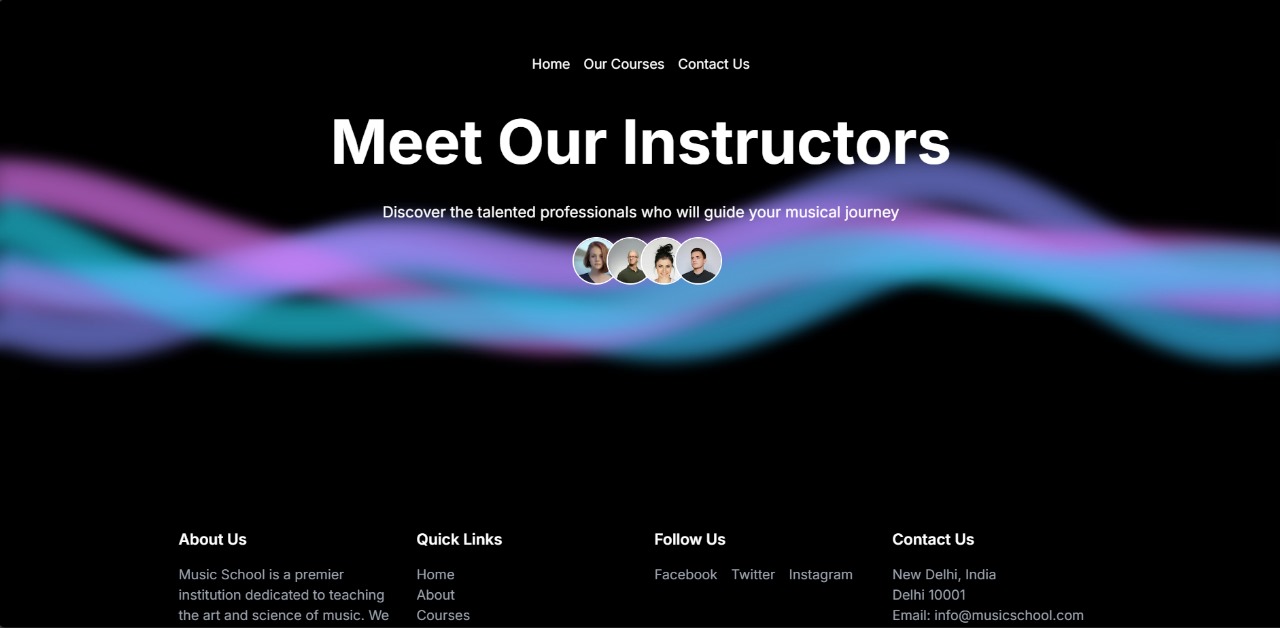 Home Our Courses Contact Us
Meet Our Instructors
Discover the talented professionals who will guide your musical journey
About Us
Music School is a premier
institution dedicated to teaching
the art and science of music. We
Quick Links
Home
About
Courses
Follow Us
Facebook Twitter Instagram
Contact Us
New Delhi, India
Delhi 10001
Email: info@musicschool.com